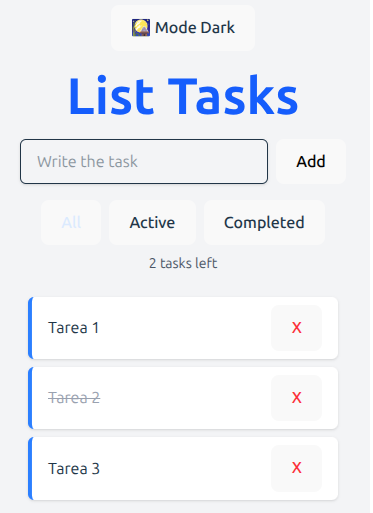 🎑 Mode Dark
List Tasks
Write the task
Add
All
Active
Completed
2 tasks left
Tarea 1
X
Tarea 2
X
Tarea 3
X